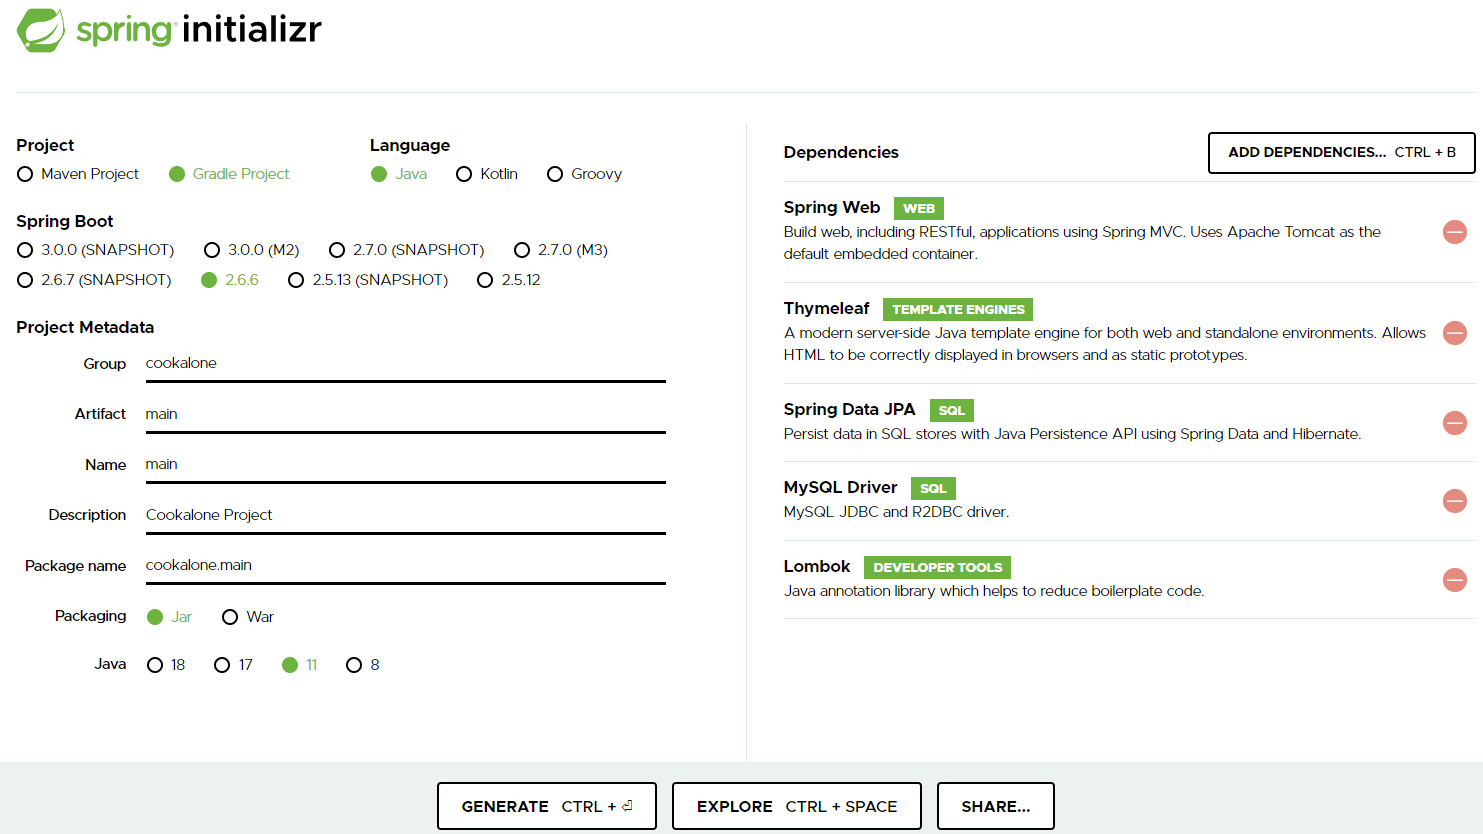 spring initializr
Project
Maven Project Gradle Project
Language
Java Kotlin Groovy
Spring Boot
3.0.0 (SNAPSHOT) 3.0.0 (M2) 2.7.0 (SNAPSHOT) 2.7.0 (M3)
2.6.7 (SNAPSHOT) 2.6.6 2.5.13 (SNAPSHOT) 2.5.12
Project Metadata
Group cookalone
Artifact main
Name main
Description Cookalone Project
Package name cookalone.main
Packaging Jar War
Java 18 17 11 8
Dependencies
ADD DEPENDENCIES... CTRL + B
Spring Web WEB
Build web, including RESTful, applications using Spring MVC. Uses Apache Tomcat as the
default embedded container.
Thymeleaf TEMPLATE ENGINES
A modern server-side Java template engine for both web and standalone environments. Allows
HTML to be correctly displayed in browsers and as static prototypes.
Spring Data JPA SQL
Persist data in SQL stores with Java Persistence API using Spring Data and Hibernate.
MySQL Driver SQL
MySQL JDBC and R2DBC driver.
Lombok DEVELOPER TOOLS
Java annotation library which helps to reduce boilerplate code.
GENERATE CTRL + ⏎
EXPLORE CTRL + SPACE
SHARE...